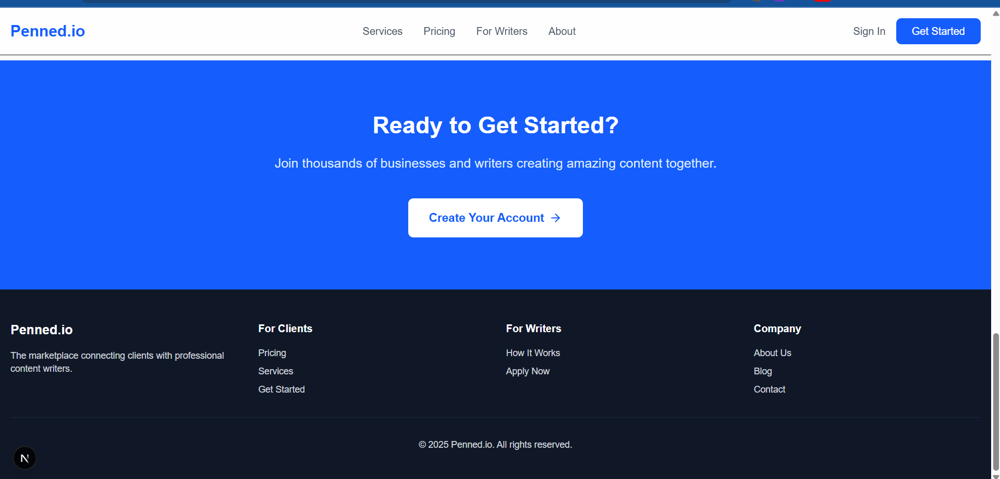 Penned.io
Services
Pricing
For Writers
About
Sign In
Get Started
Ready to Get Started?
Join thousands of businesses and writers creating amazing content together.
Create Your Account →
Penned.io
The marketplace connecting clients with professional
content writers.
For Clients
Pricing
Services
Get Started
For Writers
How It Works
Apply Now
Company
About Us
Blog
Contact
© 2025 Penned.io. All rights reserved.
N